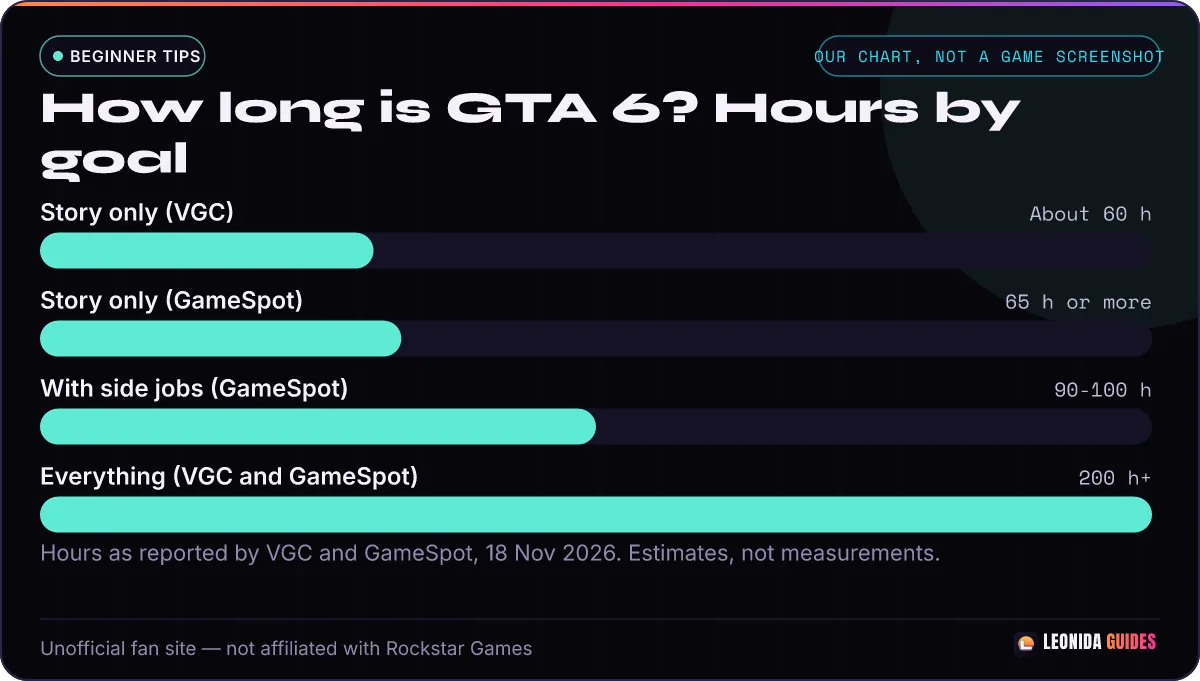 BEGINNER TIPS
OUR CHART, NOT A GAME SCREENSHOT
How long is GTA 6? Hours by
goal
Story only (VGC)
About 60 h
Story only (GameSpot)
65 h or more
With side jobs (GameSpot)
90-100 h
Everything (VGC and GameSpot)
200 h+
Hours as reported by VGC and GameSpot, 18 Nov 2026. Estimates, not measurements.
Unofficial fan site — not affiliated with Rockstar Games
LEONIDA GUIDES